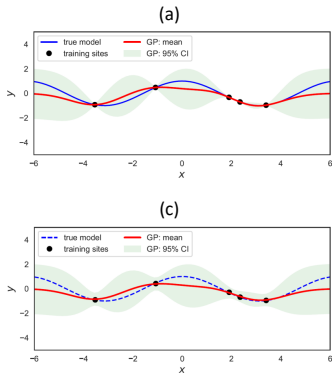 (a)
true model GP: mean
training sites GP: 95% CI
4
2
0
−2
−4
y
−6 −4 −2 0 2 4 6
x
(c)
true model GP: mean
training sites GP: 95% CI
4
2
0
−2
−4
y
−6 −4 −2 0 2 4 6
x